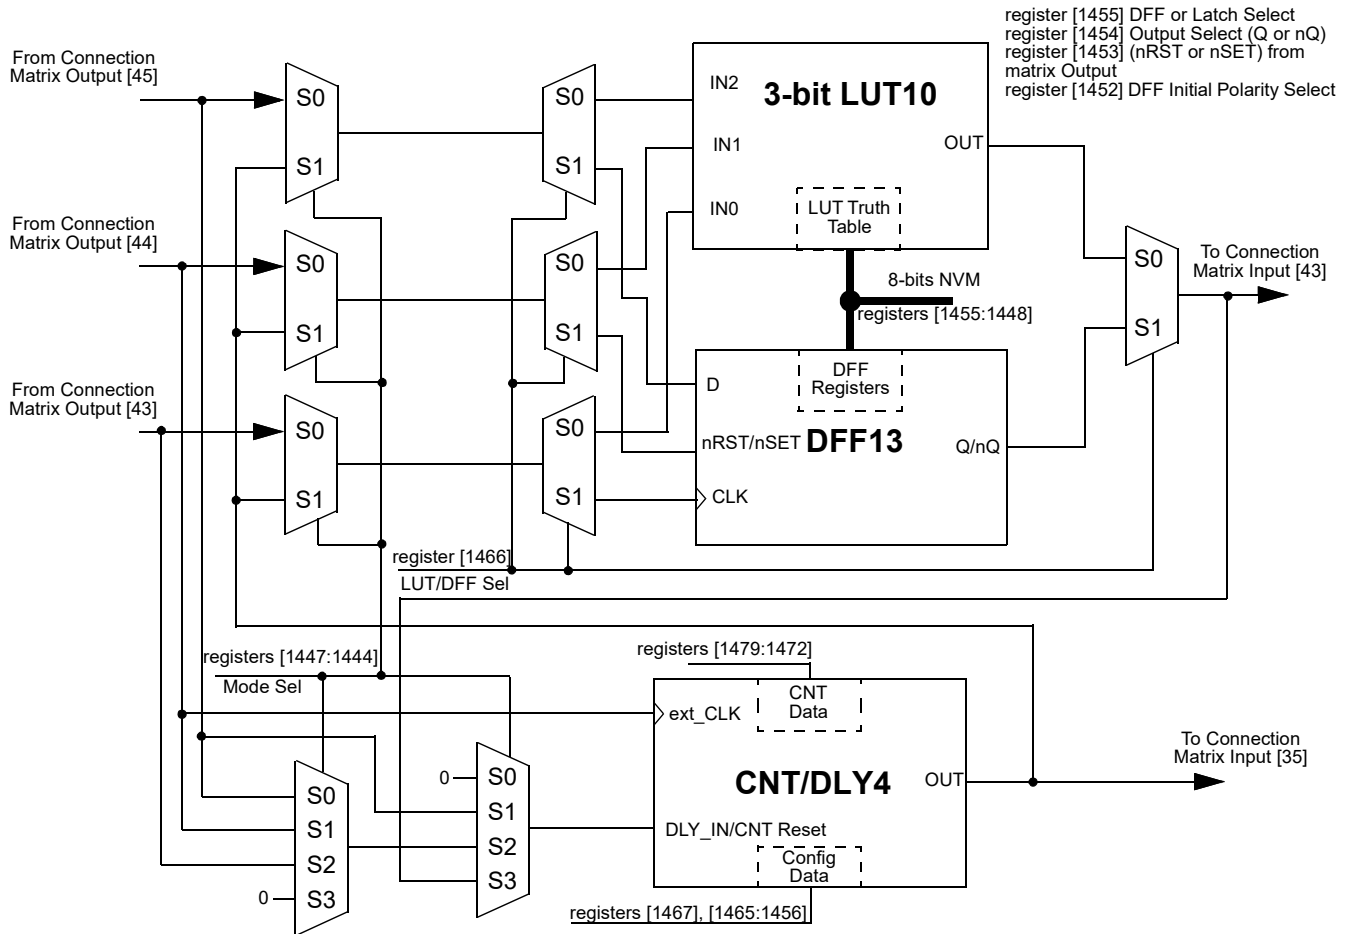 register [1455] DFF or Latch Select
register [1454] Output Select (Q or nQ)
register [1453] (nRST or nSET) from
matrix Output
register [1452] DFF Initial Polarity Select
From Connection
Matrix Output [45]
S0
S1
S0
S1
IN2
3-bit LUT10
IN1
OUT
IN0
LUT Truth
Table
From Connection
Matrix Output [44]
S0
S1
S0
S1
8-bits NVM
registers [1455:1448]
S0
S1
To Connection
Matrix Input [43]
From Connection
Matrix Output [43]
S0
S1
S0
S1
D
DFF
Registers
nRST/nSET
DFF13
Q/nQ
CLK
register [1466]
LUT/DFF Sel
registers [1447:1444]
Mode Sel
registers [1479:1472]
ext_CLK
CNT
Data
CNT/DLY4
OUT
To Connection
Matrix Input [35]
DLY_IN/CNT Reset
Config
Data
0
S0
S1
S2
S3
S0
S1
S2
0
S3
registers [1467], [1465:1456]